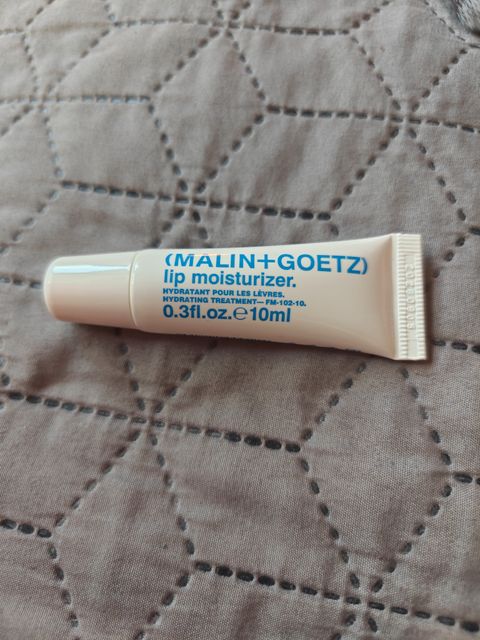 (MALIN+GOETZ)
lip moisturizer.
HYDRATANT POUR LES LÈVRES.
HYDRATING TREATMENT—FM-102-10.
0.3fl.oz.℮10ml